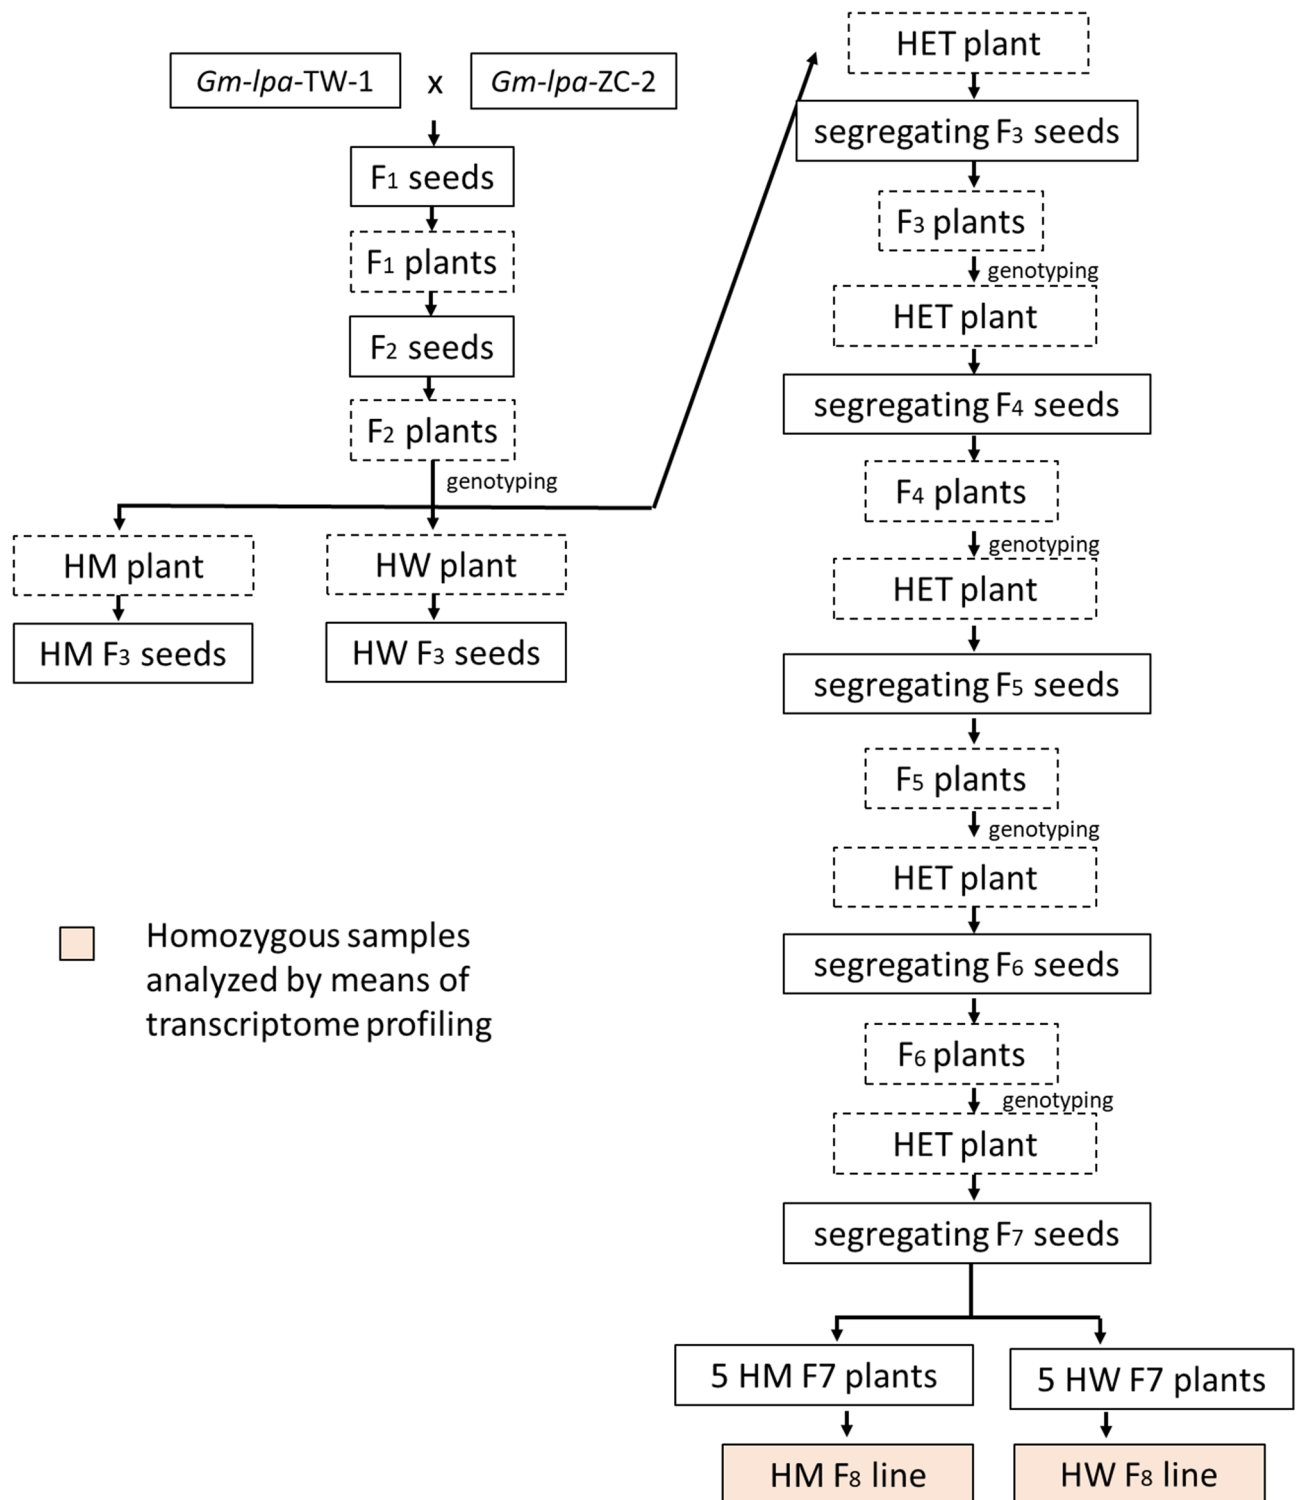 Gm-lpa-TW-1 x Gm-lpa-ZC-2
F1 seeds
F1 plants
F2 seeds
F2 plants
genotyping
HM plant
HW plant
HM F3 seeds
HW F3 seeds
HET plant
segregating F3 seeds
F3 plants
genotyping
HET plant
segregating F4 seeds
F4 plants
genotyping
HET plant
segregating F5 seeds
F5 plants
genotyping
HET plant
segregating F6 seeds
F6 plants
genotyping
HET plant
segregating F7 seeds
5 HM F7 plants
5 HW F7 plants
HM F8 line
HW F8 line
Homozygous samples
analyzed by means of
transcriptome profiling